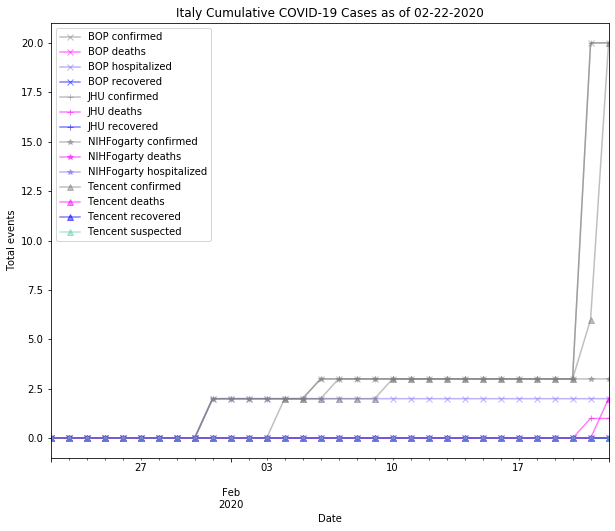 Italy Cumulative COVID-19 Cases as of 02-22-2020
BOP confirmed
BOP deaths
BOP hospitalized
BOP recovered
JHU confirmed
JHU deaths
JHU recovered
NIHFogarty confirmed
NIHFogarty deaths
NIHFogarty hospitalized
Tencent confirmed
Tencent deaths
Tencent recovered
Tencent suspected
20.0
17.5
15.0
12.5
10.0
7.5
5.0
2.5
0.0
Total events
27 03 10 17
Feb
2020
Date